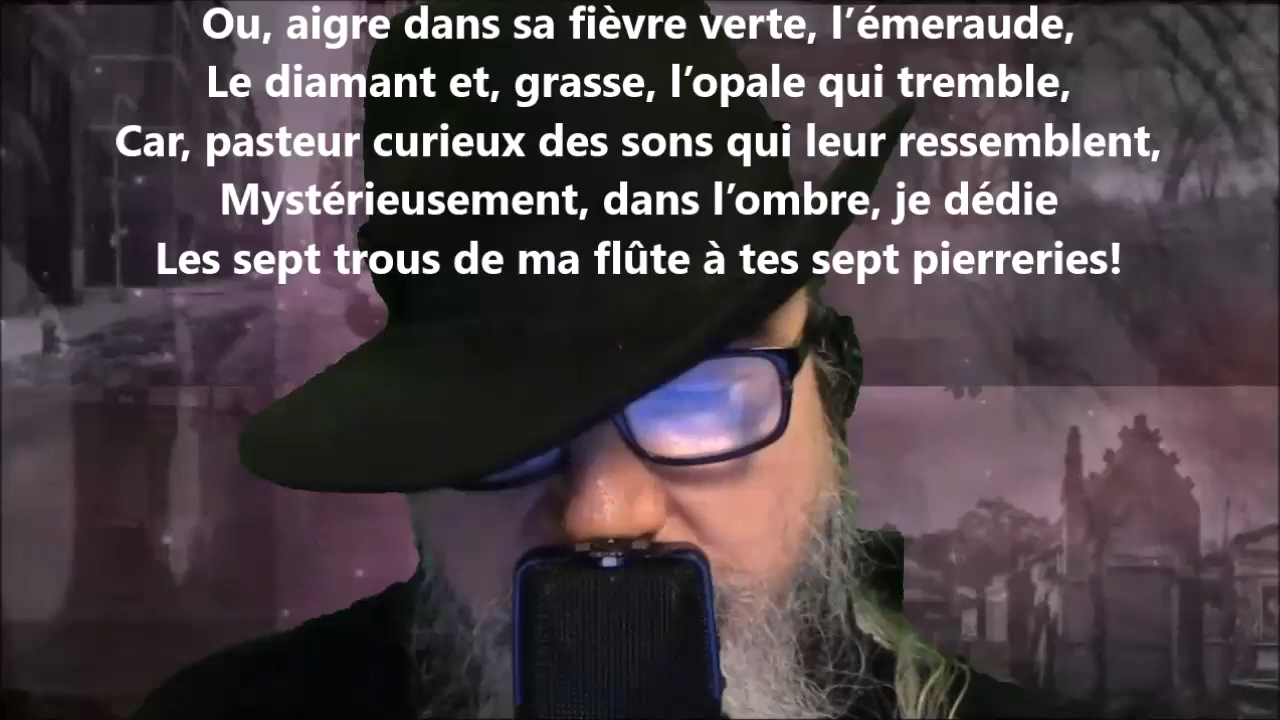 Ou, aigre dans sa fièvre verte, l’émeraude,
Le diamant et, grasse, l’opale qui tremble,
Car, pasteur curieux des sons qui leur ressemblent,
Mystérieusement, dans l’ombre, je dédie
Les sept trous de ma flûte à tes sept pierreries!